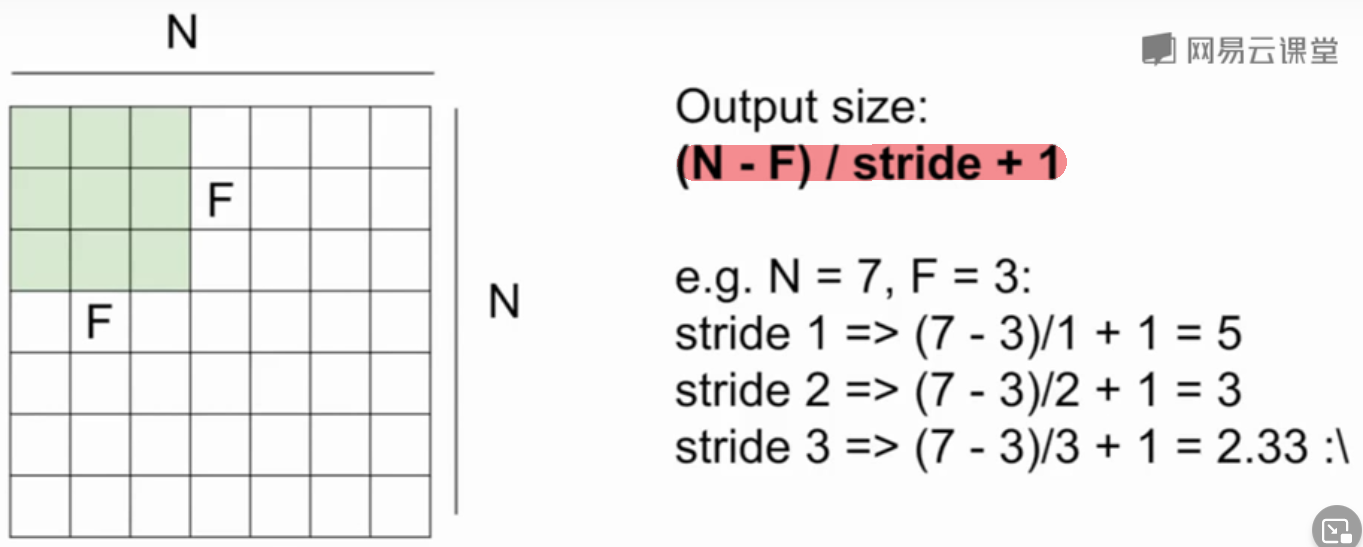 N
网易云课堂
Output size:
(N - F) / stride + 1
F
e.g. N = 7, F = 3:
N
F
stride 1 => (7 - 3)/1 + 1 = 5
stride 2 => (7 - 3)/2 + 1 = 3
stride 3 => (7 - 3)/3 + 1 = 2.33 :\